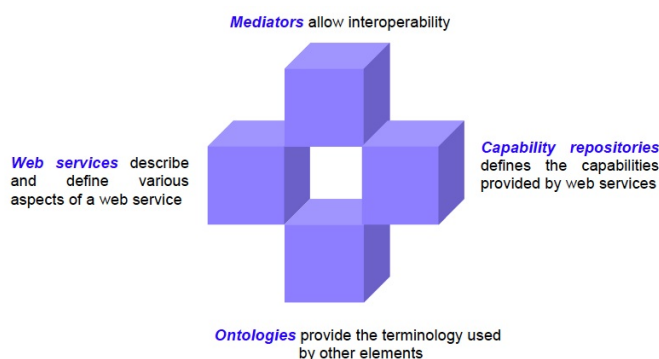 Mediators allow interoperability
Web services describe
and define various
aspects of a web service
Capability repositories
defines the capabilities
provided by web services
Ontologies provide the terminology used
by other elements